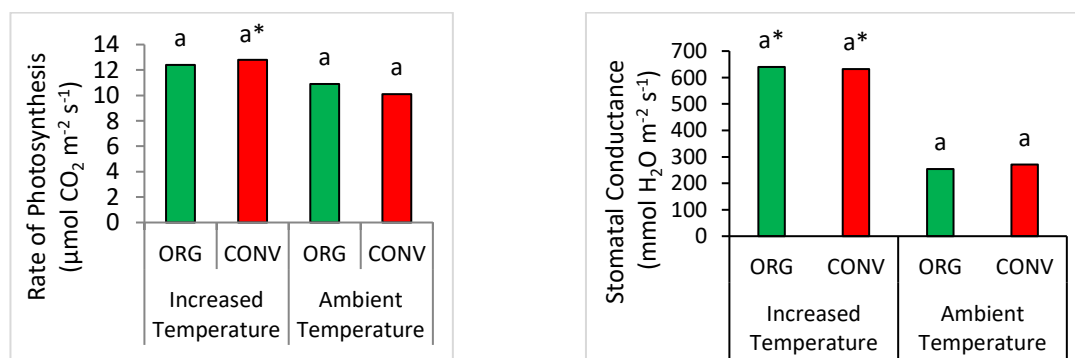 Rate of Photosynthesis
(µmol CO₂ m⁻² s⁻¹)
14
12
10
8
6
4
2
0
a
a*
a
a
ORG
CONV
ORG
CONV
Increased
Temperature
Ambient
Temperature
Stomatal Conductance
(mmol H₂O m⁻² s⁻¹)
700
600
500
400
300
200
100
0
a*
a*
a
a
ORG
CONV
ORG
CONV
Increased
Temperature
Ambient
Temperature